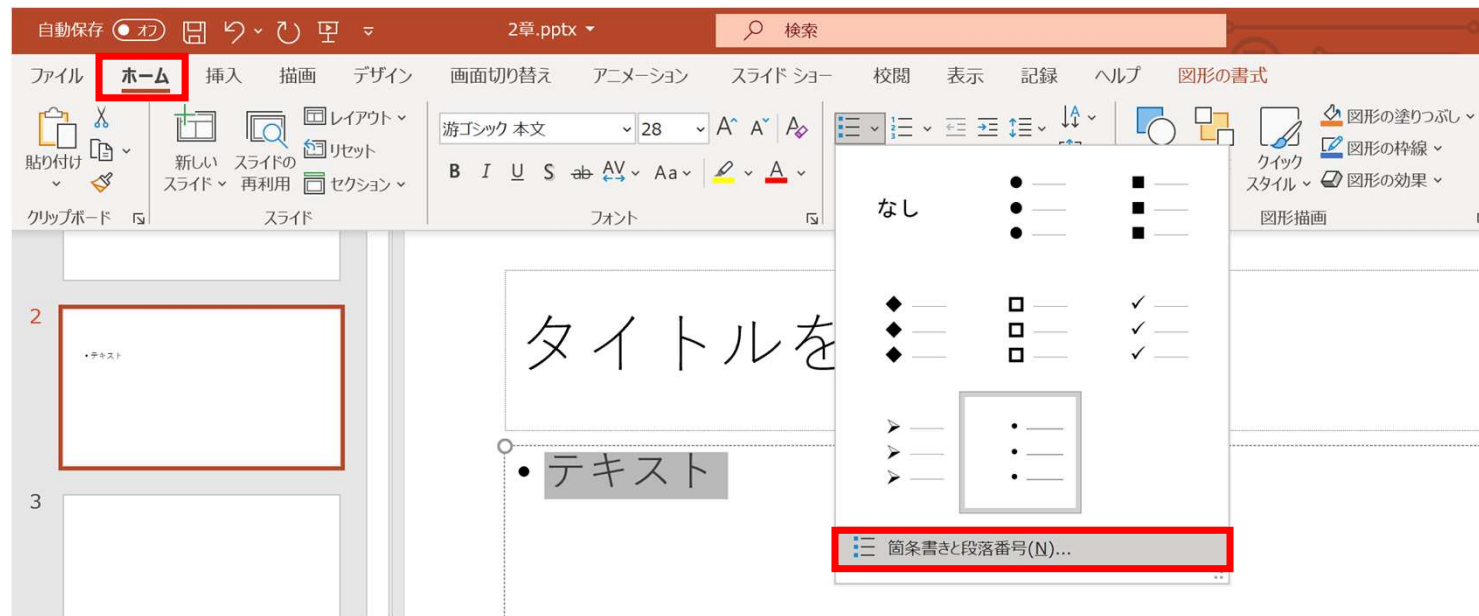 自動保存 オフ 2章.pptx 検索
ファイル ホーム 挿入 描画 デザイン 画面切り替え アニメーション スライド ショー 校閲 表示 記録 ヘルプ 図形の書式
貼り付け
新しい
スライド
スライドの
再利用
レイアウト
リセット
セクション
游ゴシック 本文 28 A A A
B I U S ab AV Aa A
クイック
スタイル
図形の塗りつぶし
図形の枠線
図形の効果
クリップボード スライド フォント 図形描画
なし
箇条書きと段落番号(N)...
2
・テキスト
3
タイトルを
• テキスト